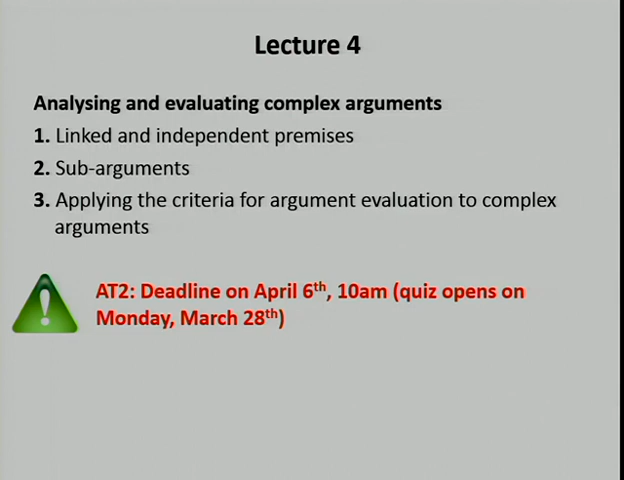 Lecture 4
Analysing and evaluating complex arguments
1. Linked and independent premises
2. Sub-arguments
3. Applying the criteria for argument evaluation to complex
arguments
AT2: Deadline on April 6th, 10am (quiz opens on
Monday, March 28th)